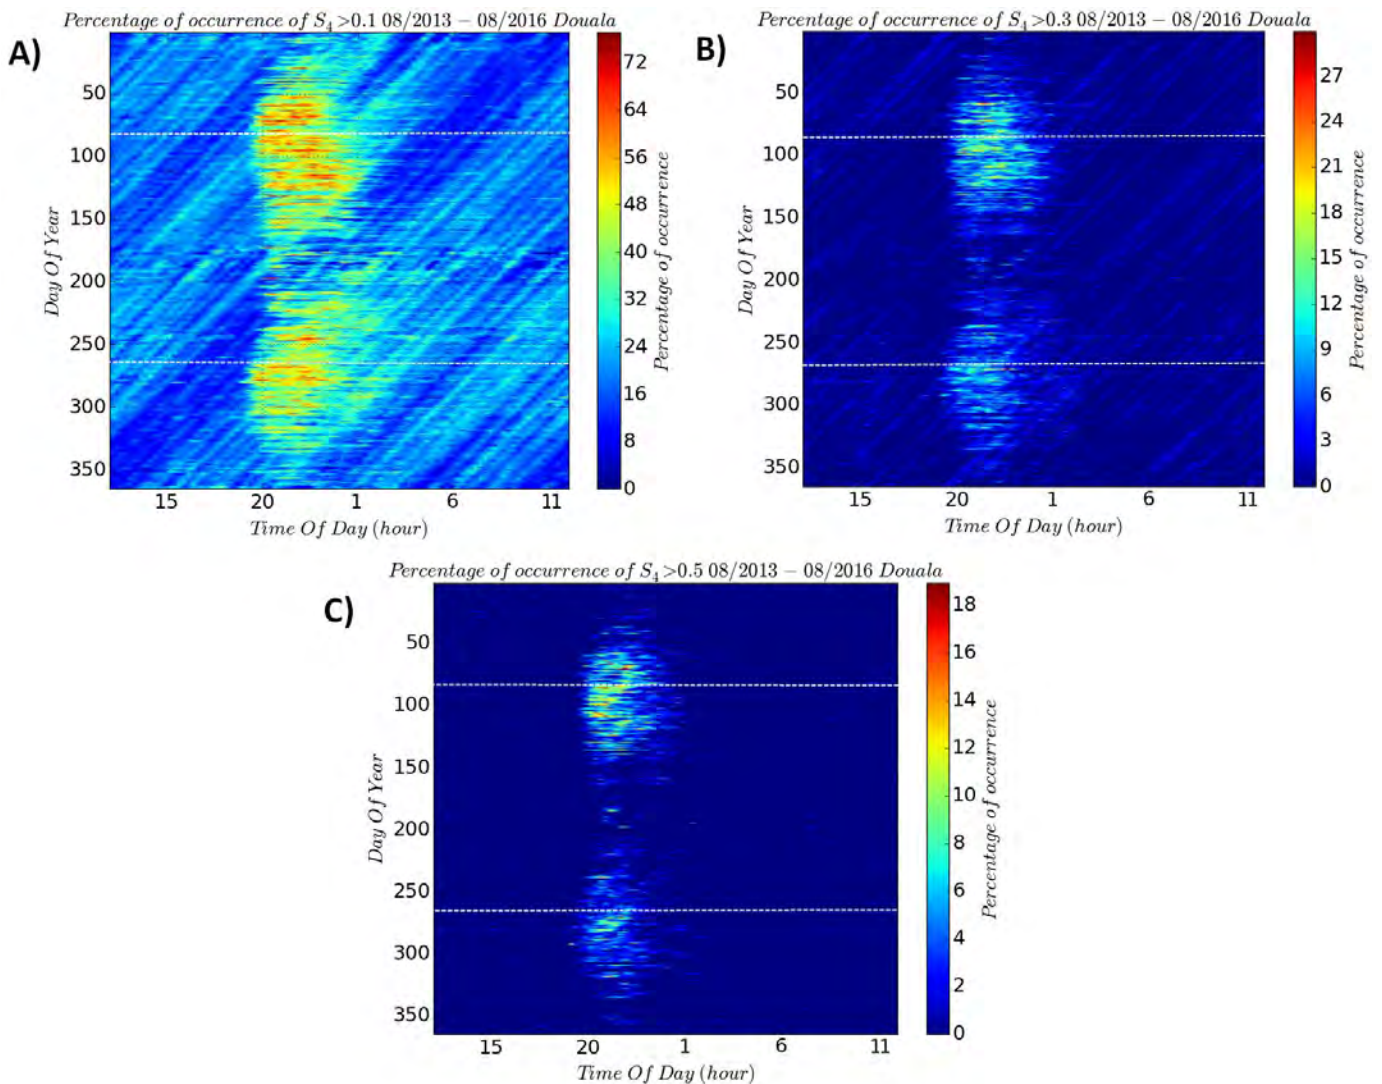 Percentage of occurrence of S4>0.1 08/2013 − 08/2016 Douala
A)
50
100
150
200
250
300
350
Day Of Year
15 20 1 6 11
Time Of Day (hour)
72
64
56
48
40
32
24
16
8
0
Percentage of occurrence
Percentage of occurrence of S4>0.3 08/2013 − 08/2016 Douala
B)
50
100
150
200
250
300
350
Day Of Year
15 20 1 6 11
Time Of Day (hour)
27
24
21
18
15
12
9
6
3
0
Percentage of occurrence
Percentage of occurrence of S4>0.5 08/2013 − 08/2016 Douala
C)
50
100
150
200
250
300
350
Day Of Year
15 20 1 6 11
Time Of Day (hour)
18
16
14
12
10
8
6
4
2
0
Percentage of occurrence